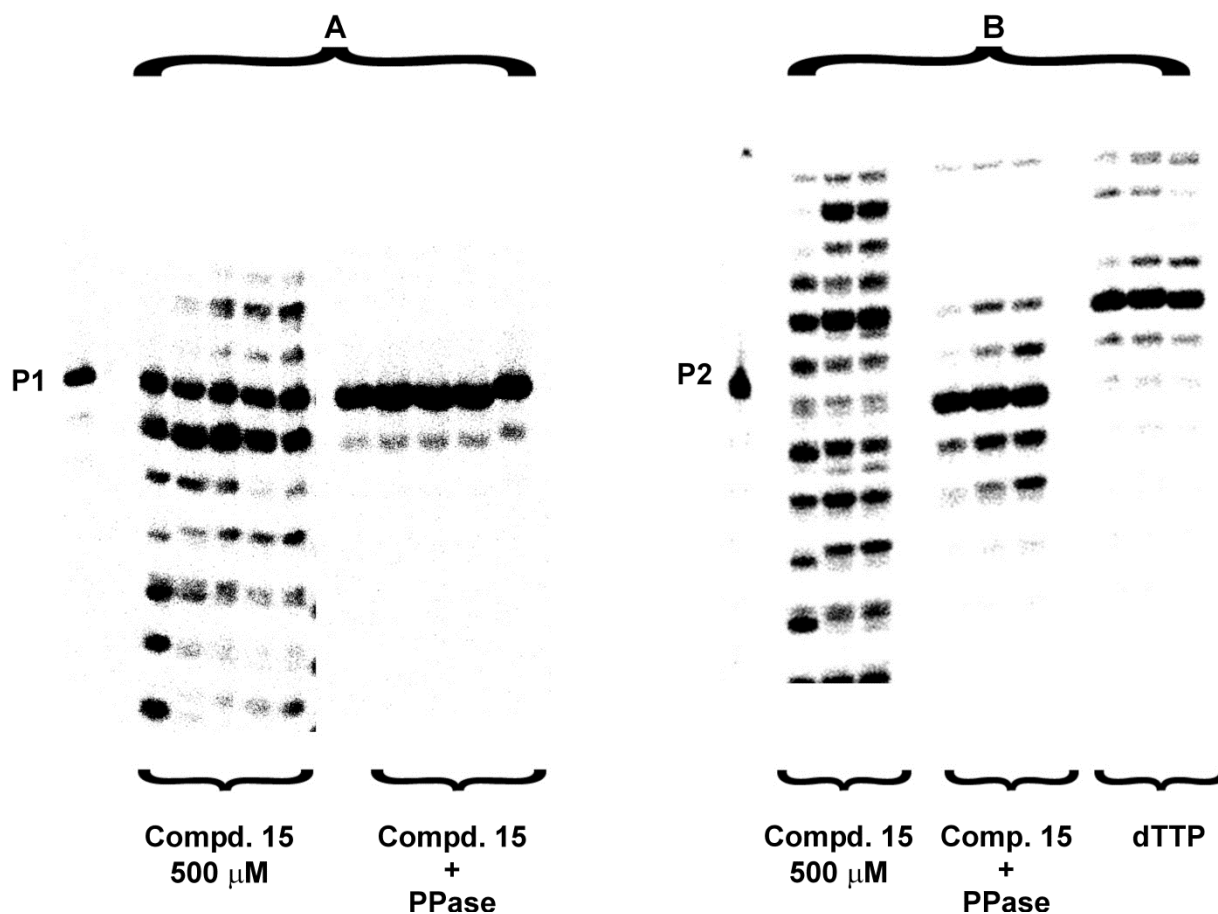 A
B
P1
P2
Compd. 15
500 μM
Compd. 15
+
PPase
Compd. 15
500 μM
Comp. 15
+
PPase
dTTP